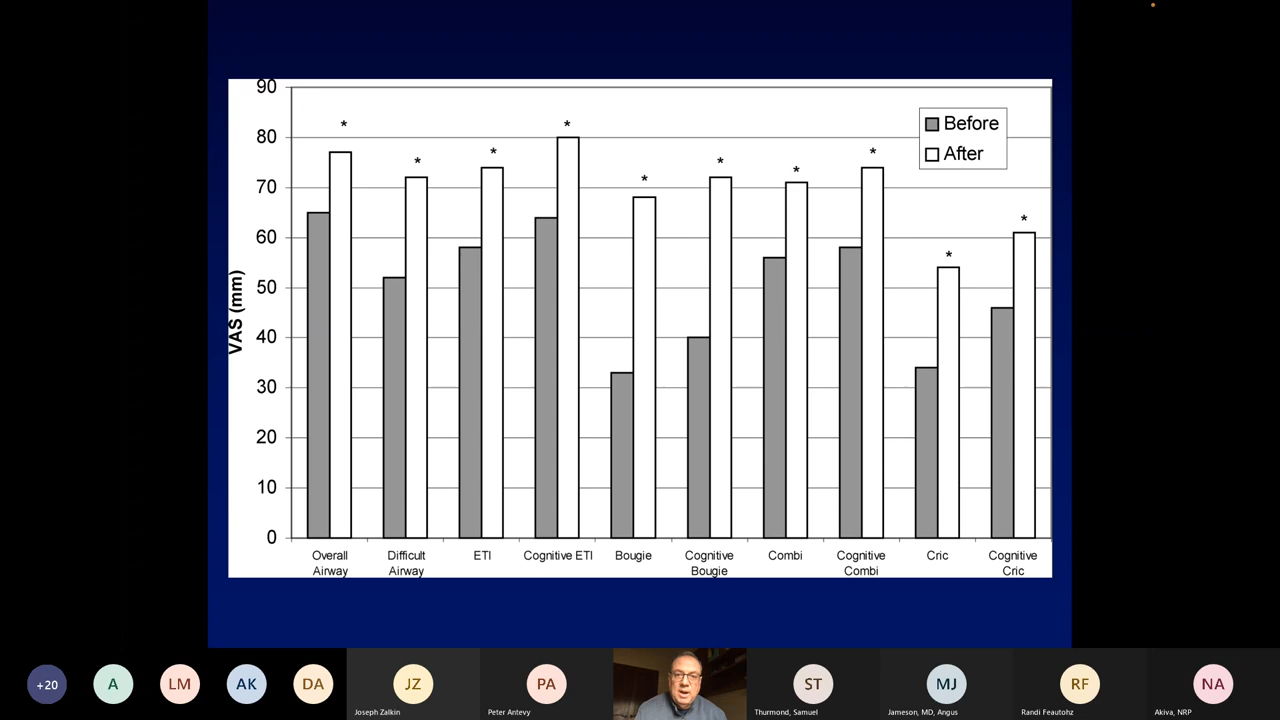 90
80
70
60
50
40
30
20
10
0
VAS (mm)
Before
After
*
*
*
*
*
*
*
*
*
*
Overall
Airway
Difficult
Airway
ETI
Cognitive ETI
Bougie
Cognitive
Bougie
Combi
Cognitive
Combi
Cric
Cognitive
Cric
+20
A
LM
AK
DA
JZ
Joseph Zalkin
PA
Peter Antevy
ST
Thurmond, Samuel
MJ
Jameson, MD, Angus
RF
Randi Feautohz
NA
Akiva, NRP